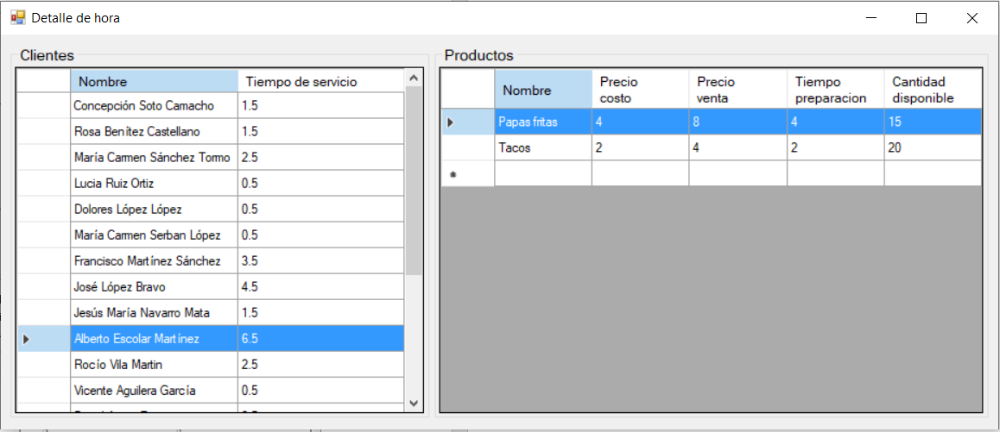 Detalle de hora
Clientes
Nombre Tiempo de servicio
Concepción Soto Camacho 1.5
Rosa Benítez Castellano 1.5
María Carmen Sánchez Tormo 2.5
Lucia Ruiz Ortiz 0.5
Dolores López López 0.5
María Carmen Serban López 0.5
Francisco Martínez Sánchez 3.5
José López Bravo 4.5
Jesús María Navarro Mata 1.5
Alberto Escolar Martínez 6.5
Rocío Vila Martin 2.5
Vicente Aguilera García 0.5
Productos
Nombre Precio costo Precio venta Tiempo preparacion Cantidad disponible
Papas fritas 4 8 4 15
Tacos 2 4 2 20